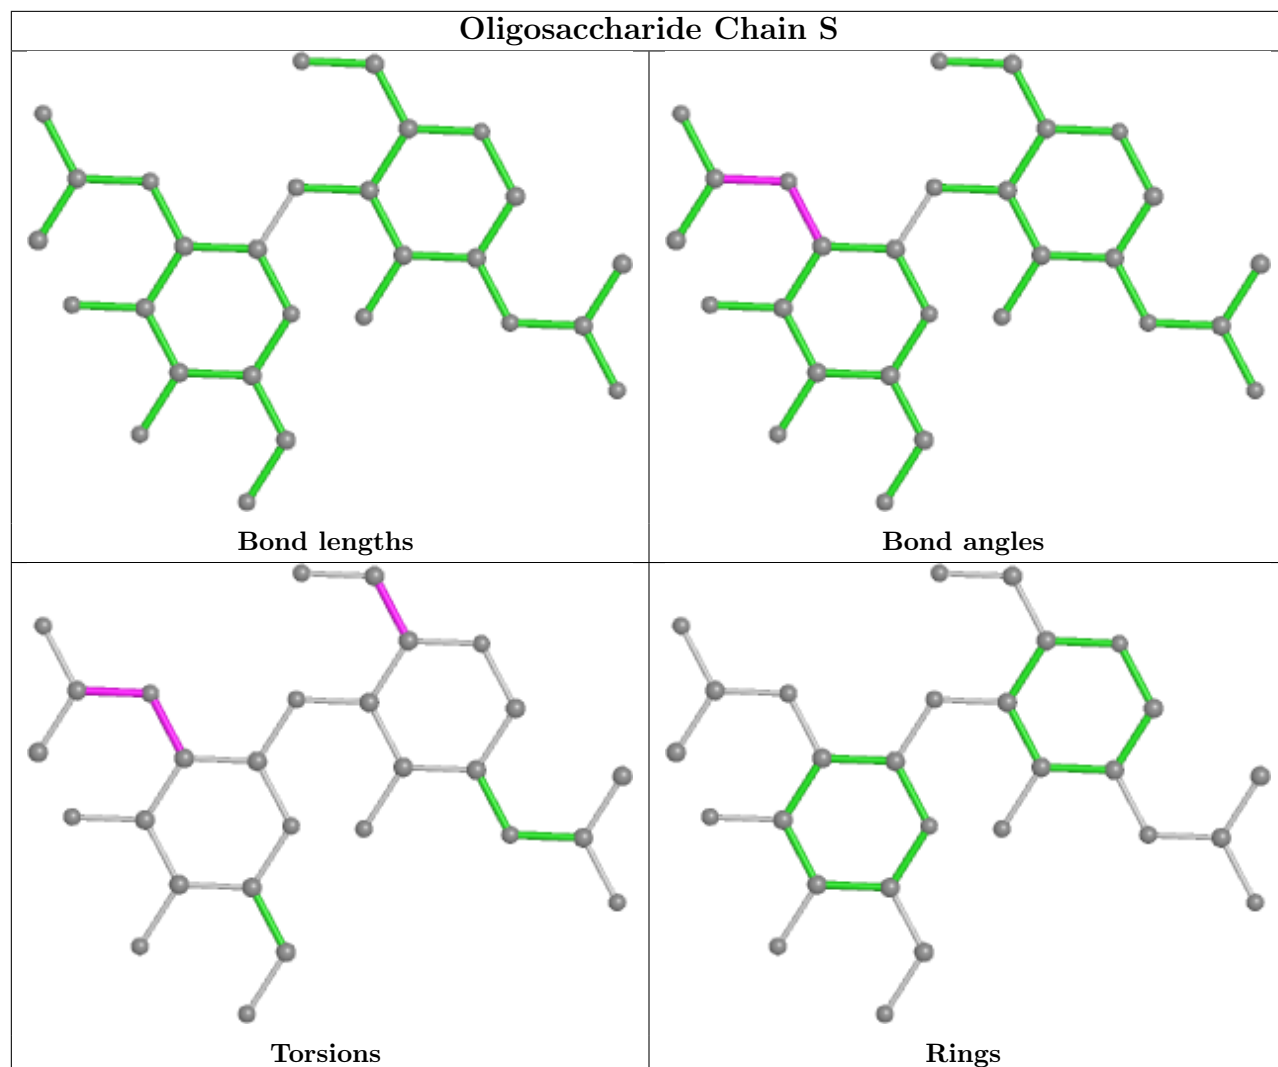 Oligosaccharide Chain S
Bond lengths
Bond angles
Torsions
Rings